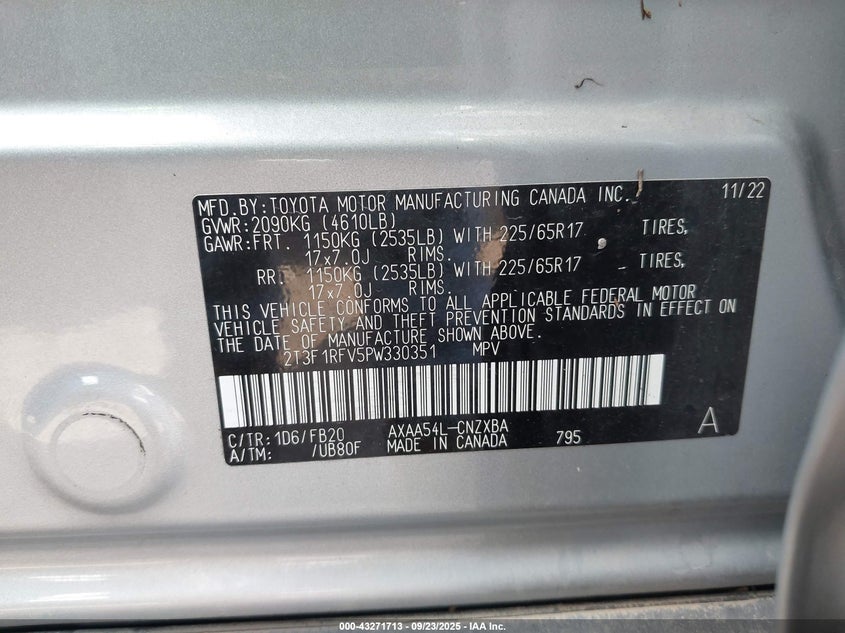 MFD.BY:TOYOTA MOTOR MANUFACTURING CANADA INC. 11/22
GVWR:2090KG (4610LB)
GAWR:FRT. 1150KG (2535LB) WITH 225/65R17 TIRES,
17x7.0J RIMS.
RR. 1150KG (2535LB) WITH 225/65R17 TIRES,
17x7.0J RIMS.
THIS VEHICLE CONFORMS TO ALL APPLICABLE FEDERAL MOTOR
VEHICLE SAFETY AND THEFT PREVENTION STANDARDS IN EFFECT ON
THE DATE OF MANUFACTURE SHOWN ABOVE.
2T3F1RFV5PW330351 MPV
C/TR:1D6/FB20 AXAA54L-CNZXBA
A/TM: /UB80F MADE IN CANADA 795 A
000-43271713 - 09/23/2025 - IAA Inc.